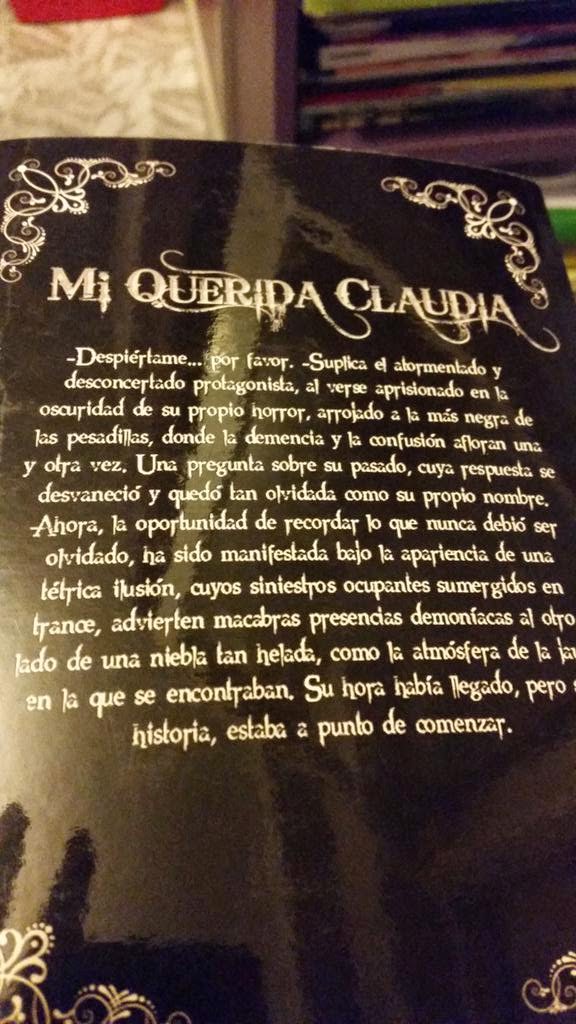 Mi Querida Claudia
-Despiértame... por favor. -Suplica el atormentado y
desconcertado protagonista, al verse aprisionado en la
oscuridad de su propio horror, arrojado a la más negra de
las pesadillas, donde la demencia y la confusión afloran una
y otra vez. Una pregunta sobre su pasado, cuya respuesta se
desvaneció y quedó tan olvidada como su propio nombre.
-Ahora, la oportunidad de recordar lo que nunca debió ser
olvidado, ha sido manifestada bajo la apariencia de una
tétrica ilusión, cuyos siniestros ocupantes sumergidos en
trance, advierten macabras presencias demoníacas al otro
lado de una niebla tan helada, como la atmósfera de la
en la que se encontraban. Su hora había llegado, pero
historia, estaba a punto de comenzar.